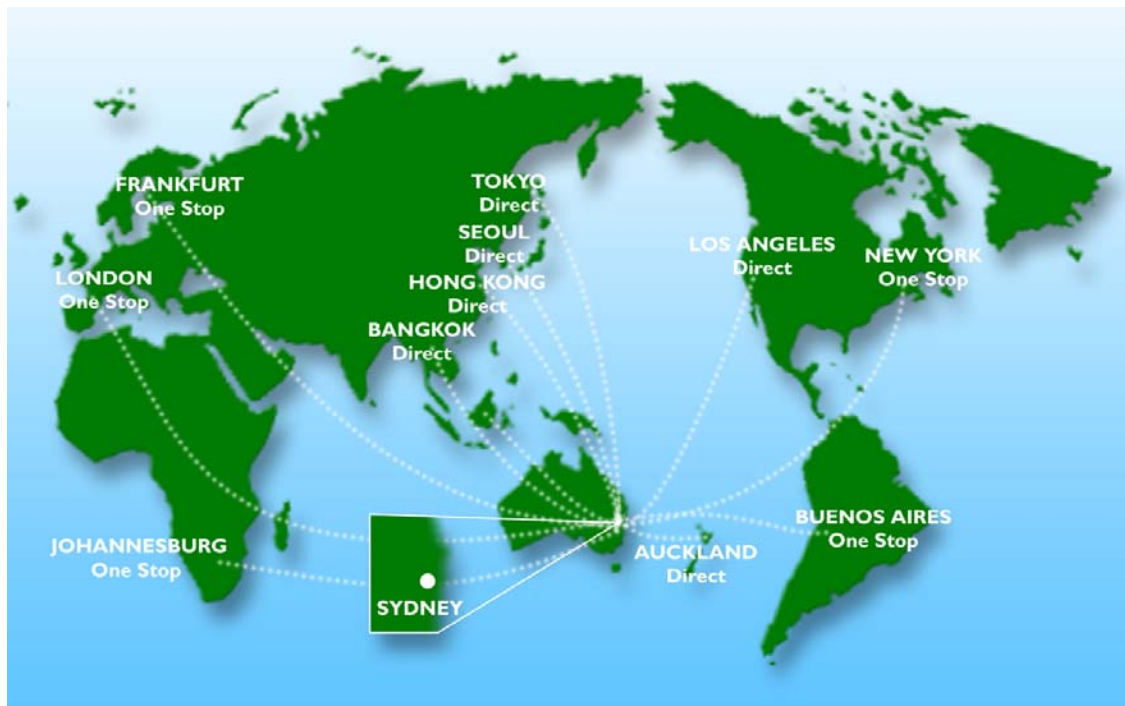 FRANKFURT
One Stop
TOKYO
Direct
SEOUL
Direct
LOS ANGELES
Direct
NEW YORK
One Stop
LONDON
One Stop
HONG KONG
Direct
BANGKOK
Direct
JOHANNESBURG
One Stop
SYDNEY
AUCKLAND
Direct
BUENOS AIRES
One Stop